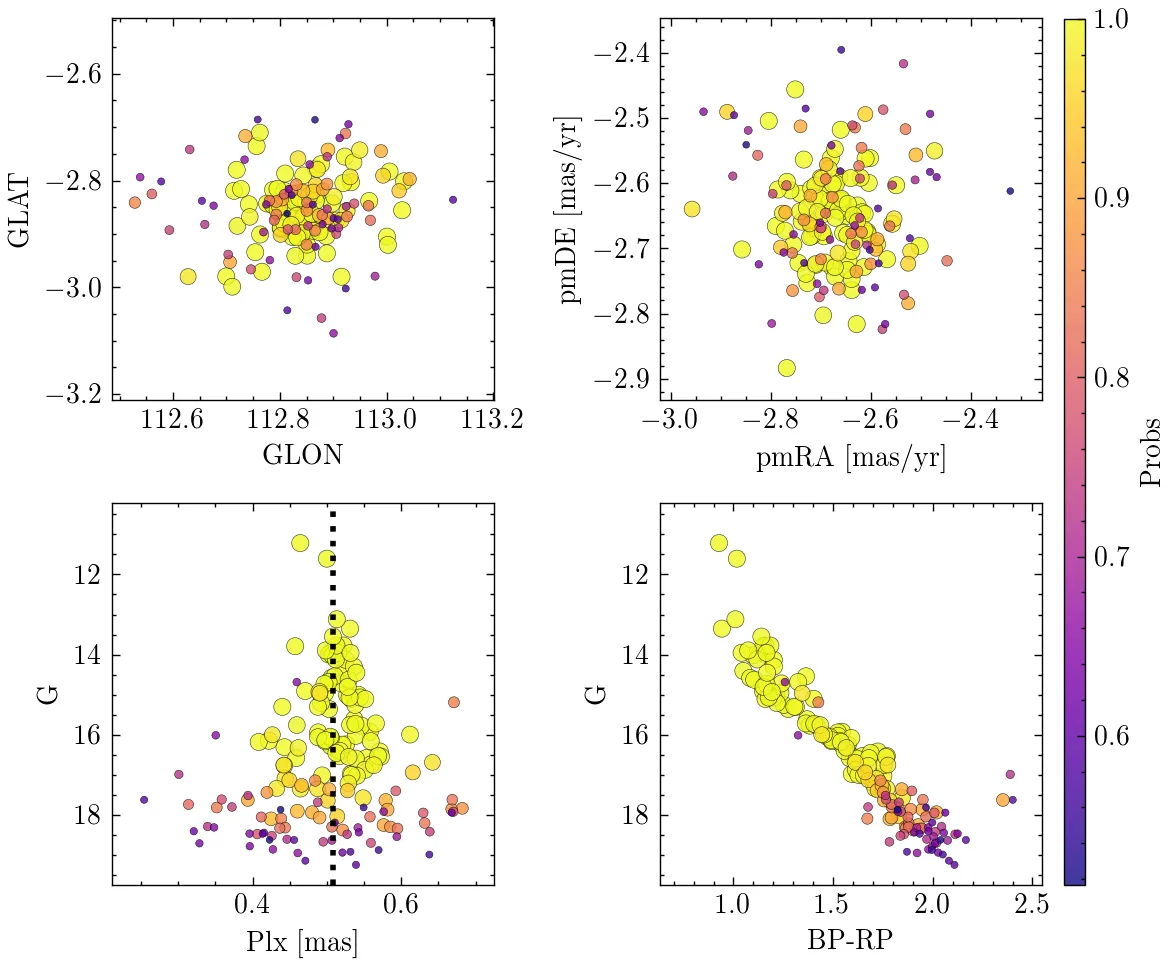 −2.6
−2.8
−3.0
−3.2
GLAT
112.6 112.8 113.0 113.2
GLON
−2.4
−2.5
−2.6
−2.7
−2.8
−2.9
pmDE [mas/yr]
−3.0 −2.8 −2.6 −2.4
pmRA [mas/yr]
12
14
16
18
G
0.4 0.6
Plx [mas]
12
14
16
18
G
1.0 1.5 2.0 2.5
BP-RP
1.0
0.9
0.8
0.7
0.6
Probs